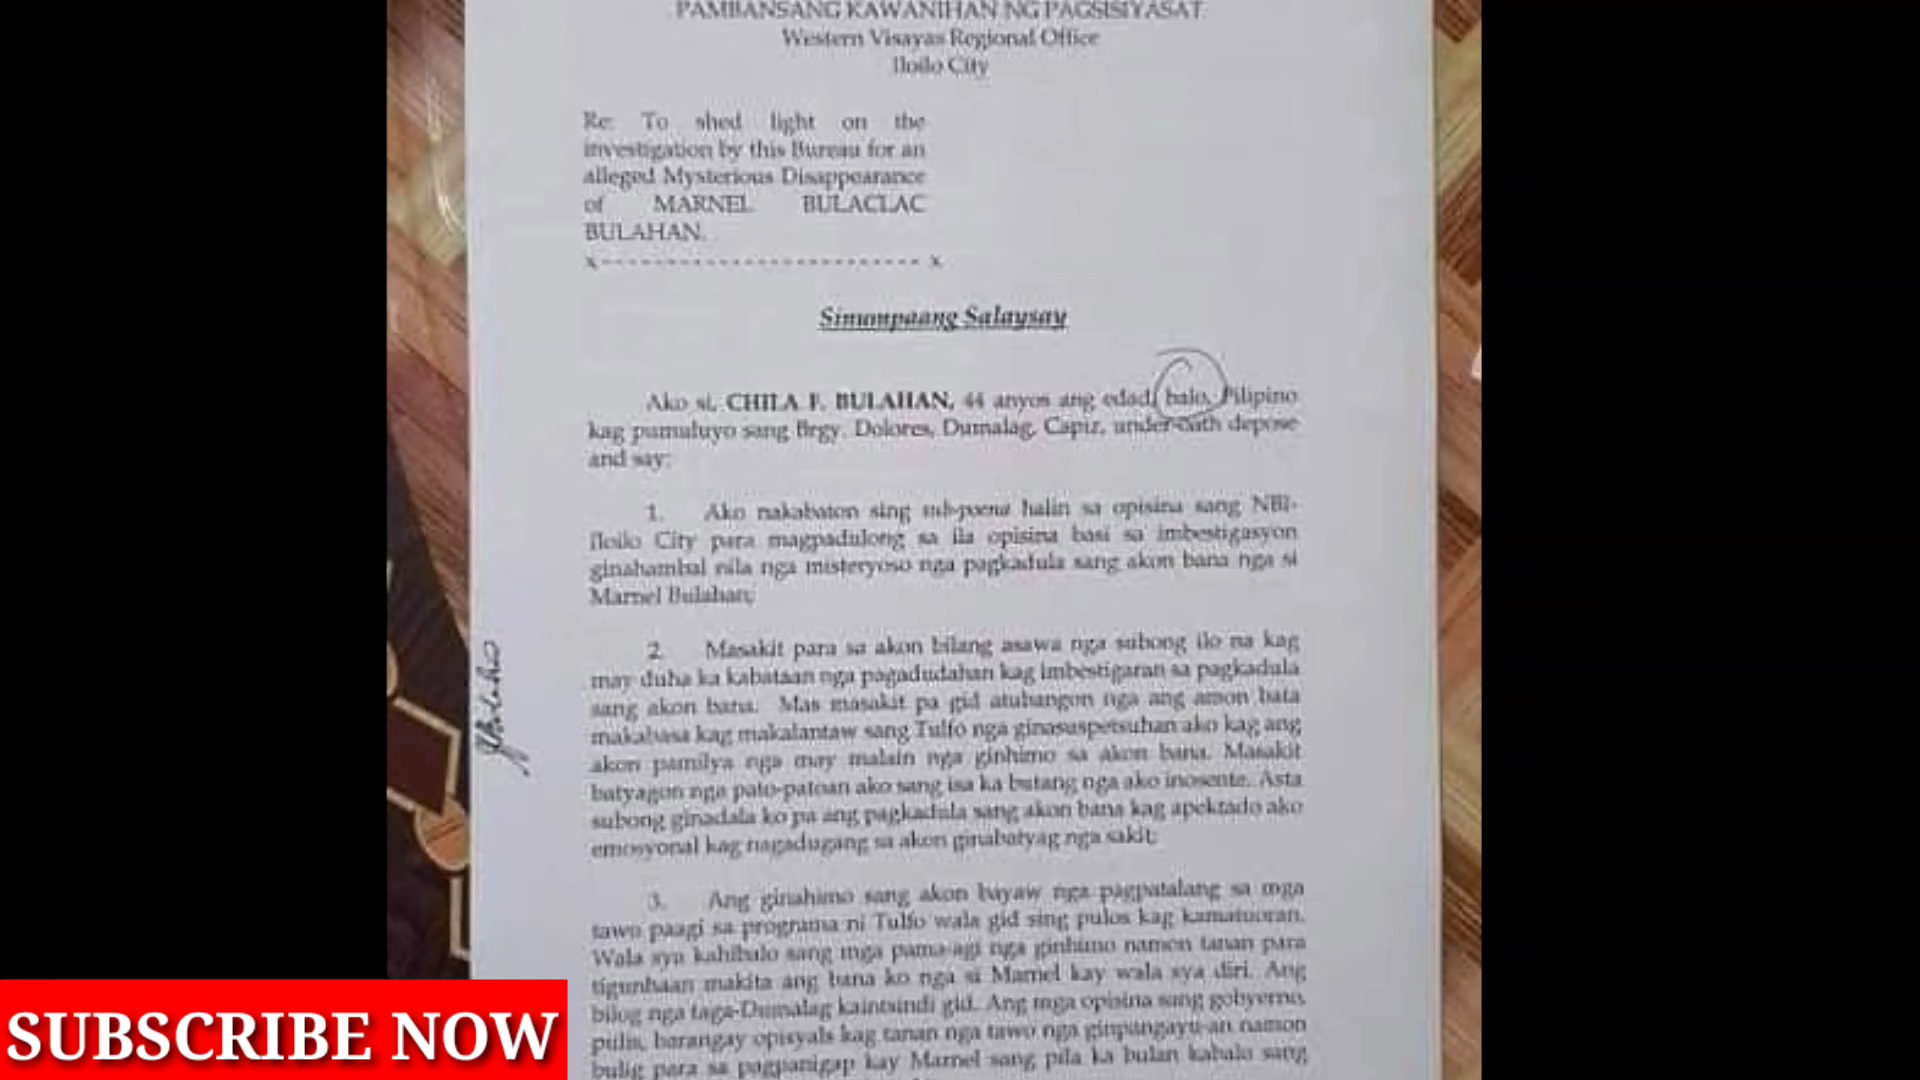 PAMBANSANG KAWANIHAN NG PAGSISIYASAT
Western Visayas Regional Office
Iloilo City
Re: To shed light on the
investigation by this Bureau for an
alleged Mysterious Disappearance
of MARNEL BULACLAC
BULAHAN.
x--------------------------x
Sinunpaang Salaysay
Ako si, CHILA F. BULAHAN, 44 anyos ang edad, balo, Pilipino
kag pumuluyo sang Brgy. Dolores, Dumalag, Capiz, under oath depose
and say:
1. Ako nakabaton sing sub-poena halin sa opisina sang NBI-
Iloilo City para magpadulong sa ila opisina basi sa imbestigasyon
ginahambal nila nga misteryoso nga pagkadula sang akon bana nga si
Marnel Bulahan;
2. Masakit para sa akon bilang asawa nga subong ilo na kag
may duha ka kabataan nga pagadudahan kag imbestigaran sa pagkadula
sang akon bana. Mas masakit pa gid atubangon nga ang amon bata
makabasa kag makalantaw sang Tulfo nga ginasuspetsuhan ako kag ang
akon pamilya nga may malain nga ginhimo sa akon bana. Masakit
batyagon nga pato-patoan ako sang isa ka butang nga ako inosente. Asta
subong ginadala ko pa ang pagkadula sang akon bana kag apektado ako
emosyonal kag nagadugang sa akon ginabatyag nga sakit;
3. Ang ginahimo sang akon bayaw nga pagpatalang sa mga
tawo paagi sa programa ni Tulfo wala gid sing pulos kag kamatuoran.
Wala sya kahibalo sang mga pama-agi nga ginhimo namon tanan para
tigunhaan makita ang bana ko nga si Marnel kay wala sya diri. Ang
bilog nga taga-Dumalag kaintsindi gid. Ang mga opisina sang gobyerno,
pulis, barangay opisyals kag tanan nga tawo nga ginpangayu-an namon
bulig para sa pagpanigap kay Marnel sang pila ka bulan kabalo sang
SUBSCRIBE NOW